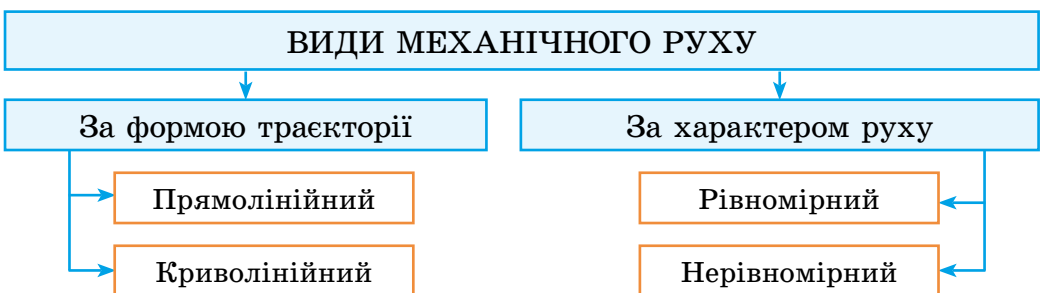 ВИДИ МЕХАНІЧНОГО РУХУ
За формою траєкторії
Прямолінійний
Криволінійний
За характером руху
Рівномірний
Нерівномірний